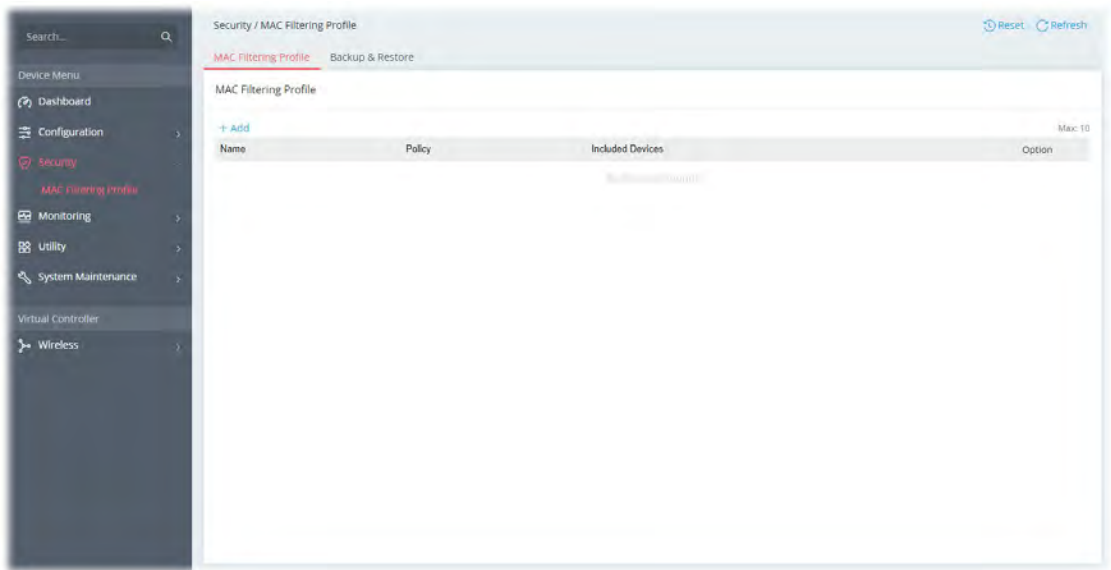 Search...
Device Menu
Dashboard
Configuration
Security
MAC Filtering Profile
Monitoring
Utility
System Maintenance
Virtual Controller
Wireless
Security / MAC Filtering Profile
Reset
Refresh
MAC Filtering Profile
Backup & Restore
MAC Filtering Profile
+ Add
Max: 10
Name
Policy
Included Devices
Option